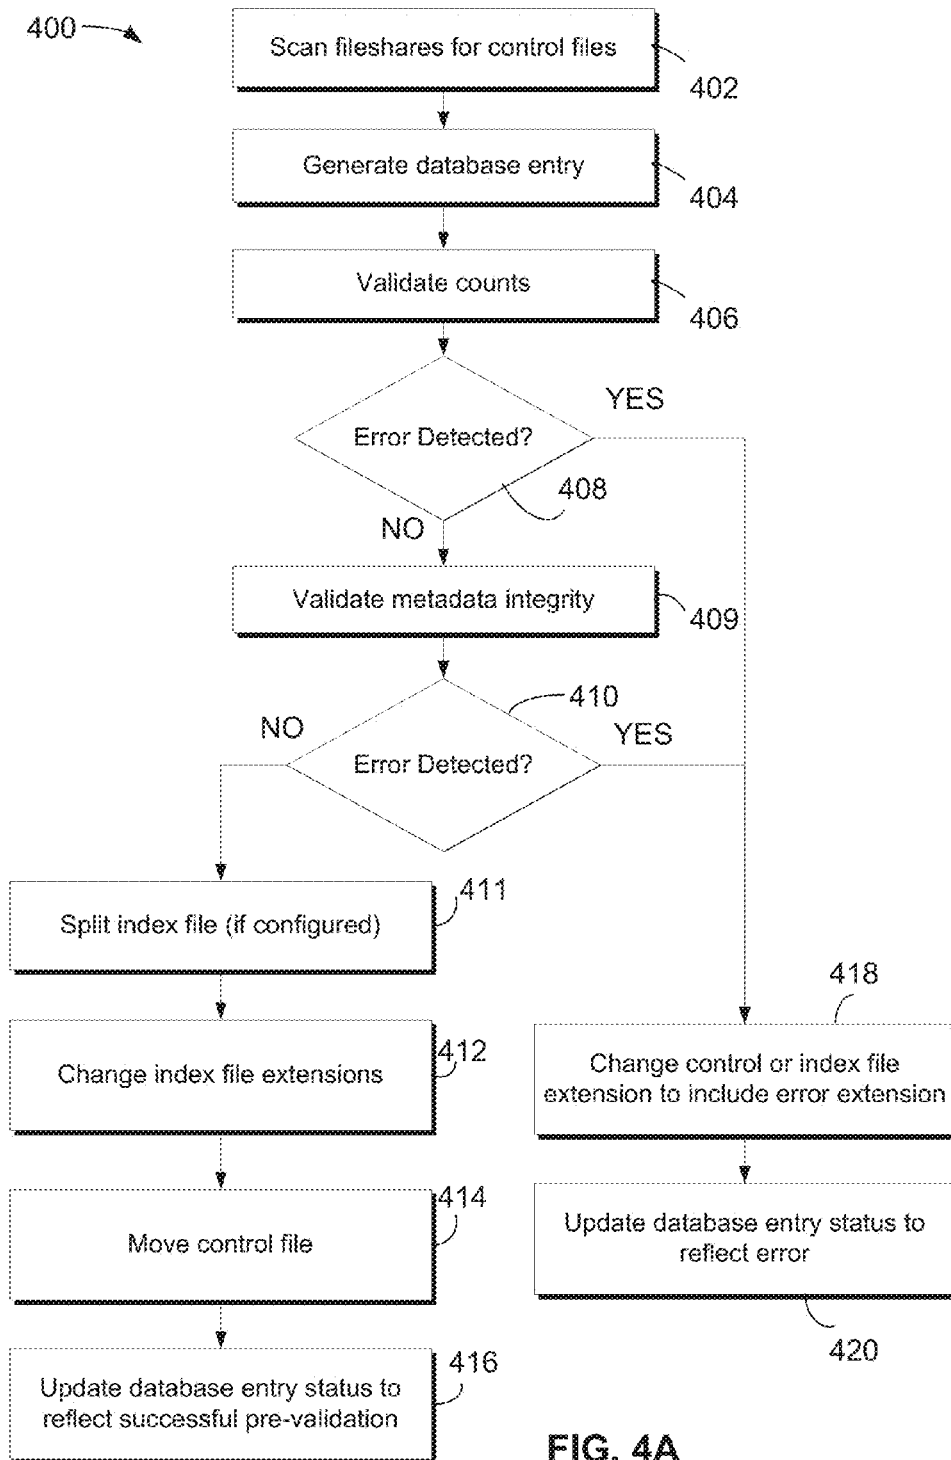 400
Scan fileshares for control files
402
Generate database entry
404
Validate counts
406
YES
Error Detected?
408
NO
Validate metadata integrity
409
410
NO
YES
Error Detected?
411
Split index file (if configured)
418
412
Change index file extensions
Change control or index file
extension to include error extension
414
Move control file
Update database entry status to
reflect error
420
416
Update database entry status to
reflect successful pre-validation
FIG. 4A